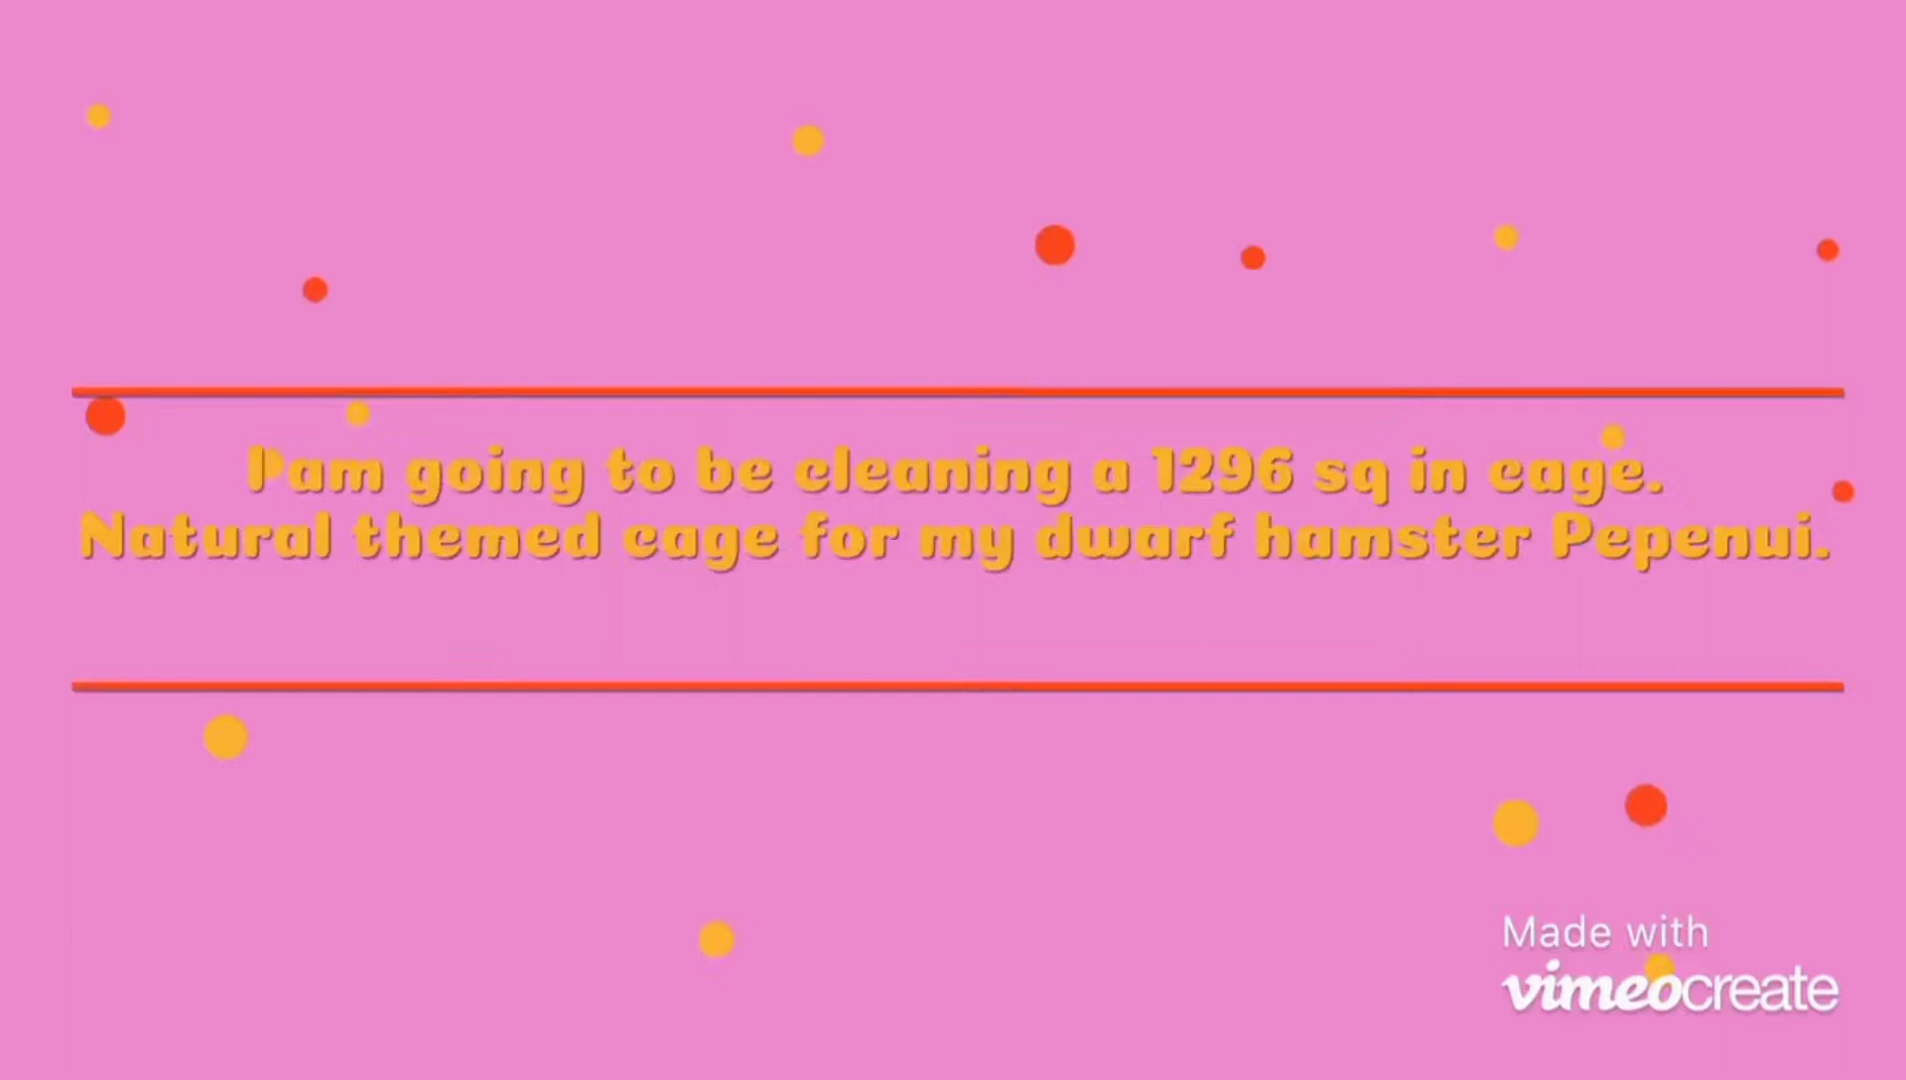 I am going to be cleaning a 1296 sq in cage.
Natural themed cage for my dwarf hamster Pepenui.
Made with
vimeocreate